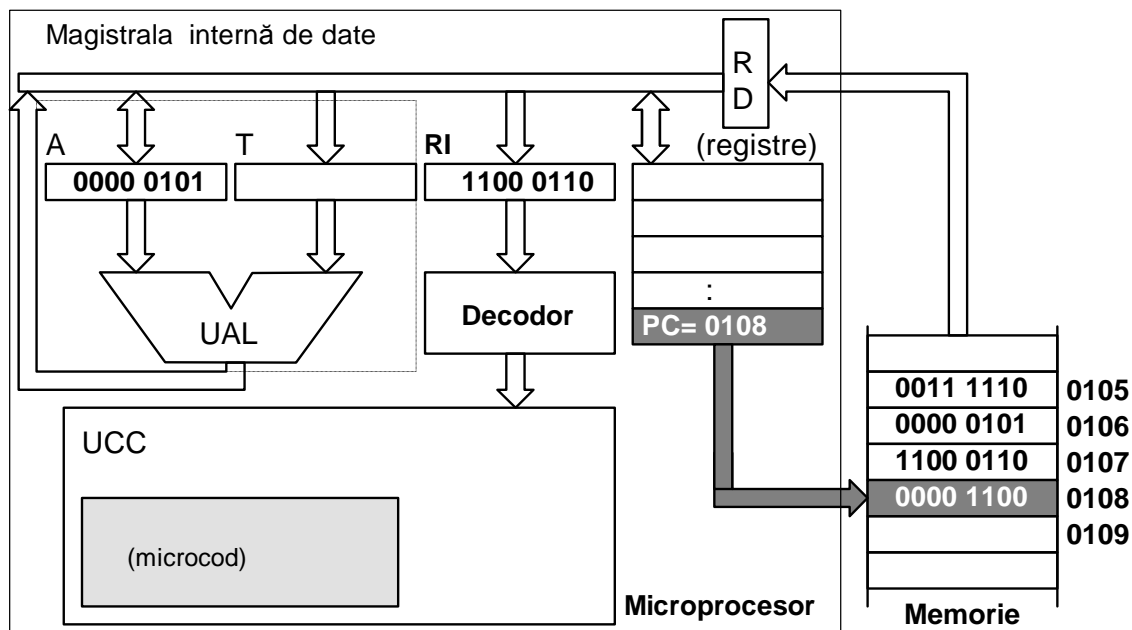 Magistrala internă de date
R
D
A
T
RI
(registre)
0000 0101
1100 0110
:
PC= 0108
UAL
Decodor
0011 1110 0105
0000 0101 0106
1100 0110 0107
0000 1100 0108
0109
UCC
(microcod)
Microprocesor
Memorie